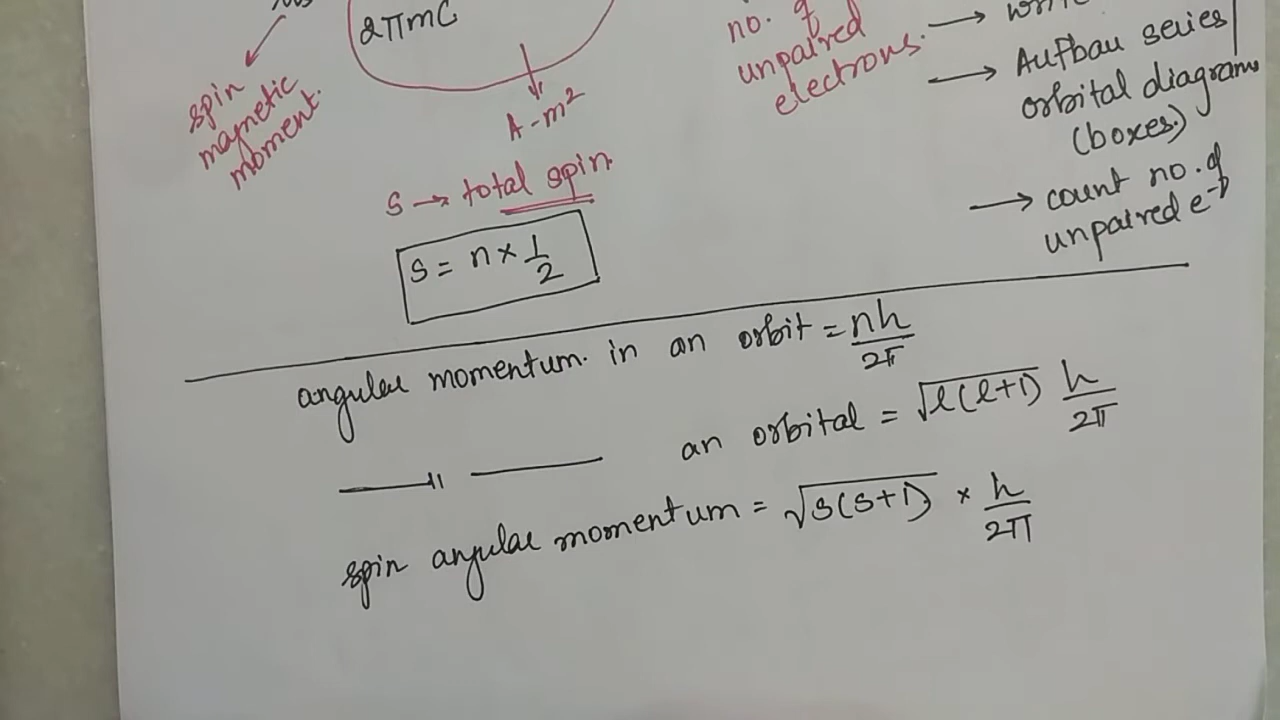 2πmC
spin
magnetic
moment.
A-m²
S → total spin.
S = n × 1/2
no. of
unpaired
electrons.
→ Aufbau series/
orbital diagrams
(boxes.)
→ count no. of
unpaired e⁻s
angular momentum. in an orbit = nh/2π
—〃— an orbital = √l(l+1) h/2π
spin angular momentum = √s(s+1) × h/2π